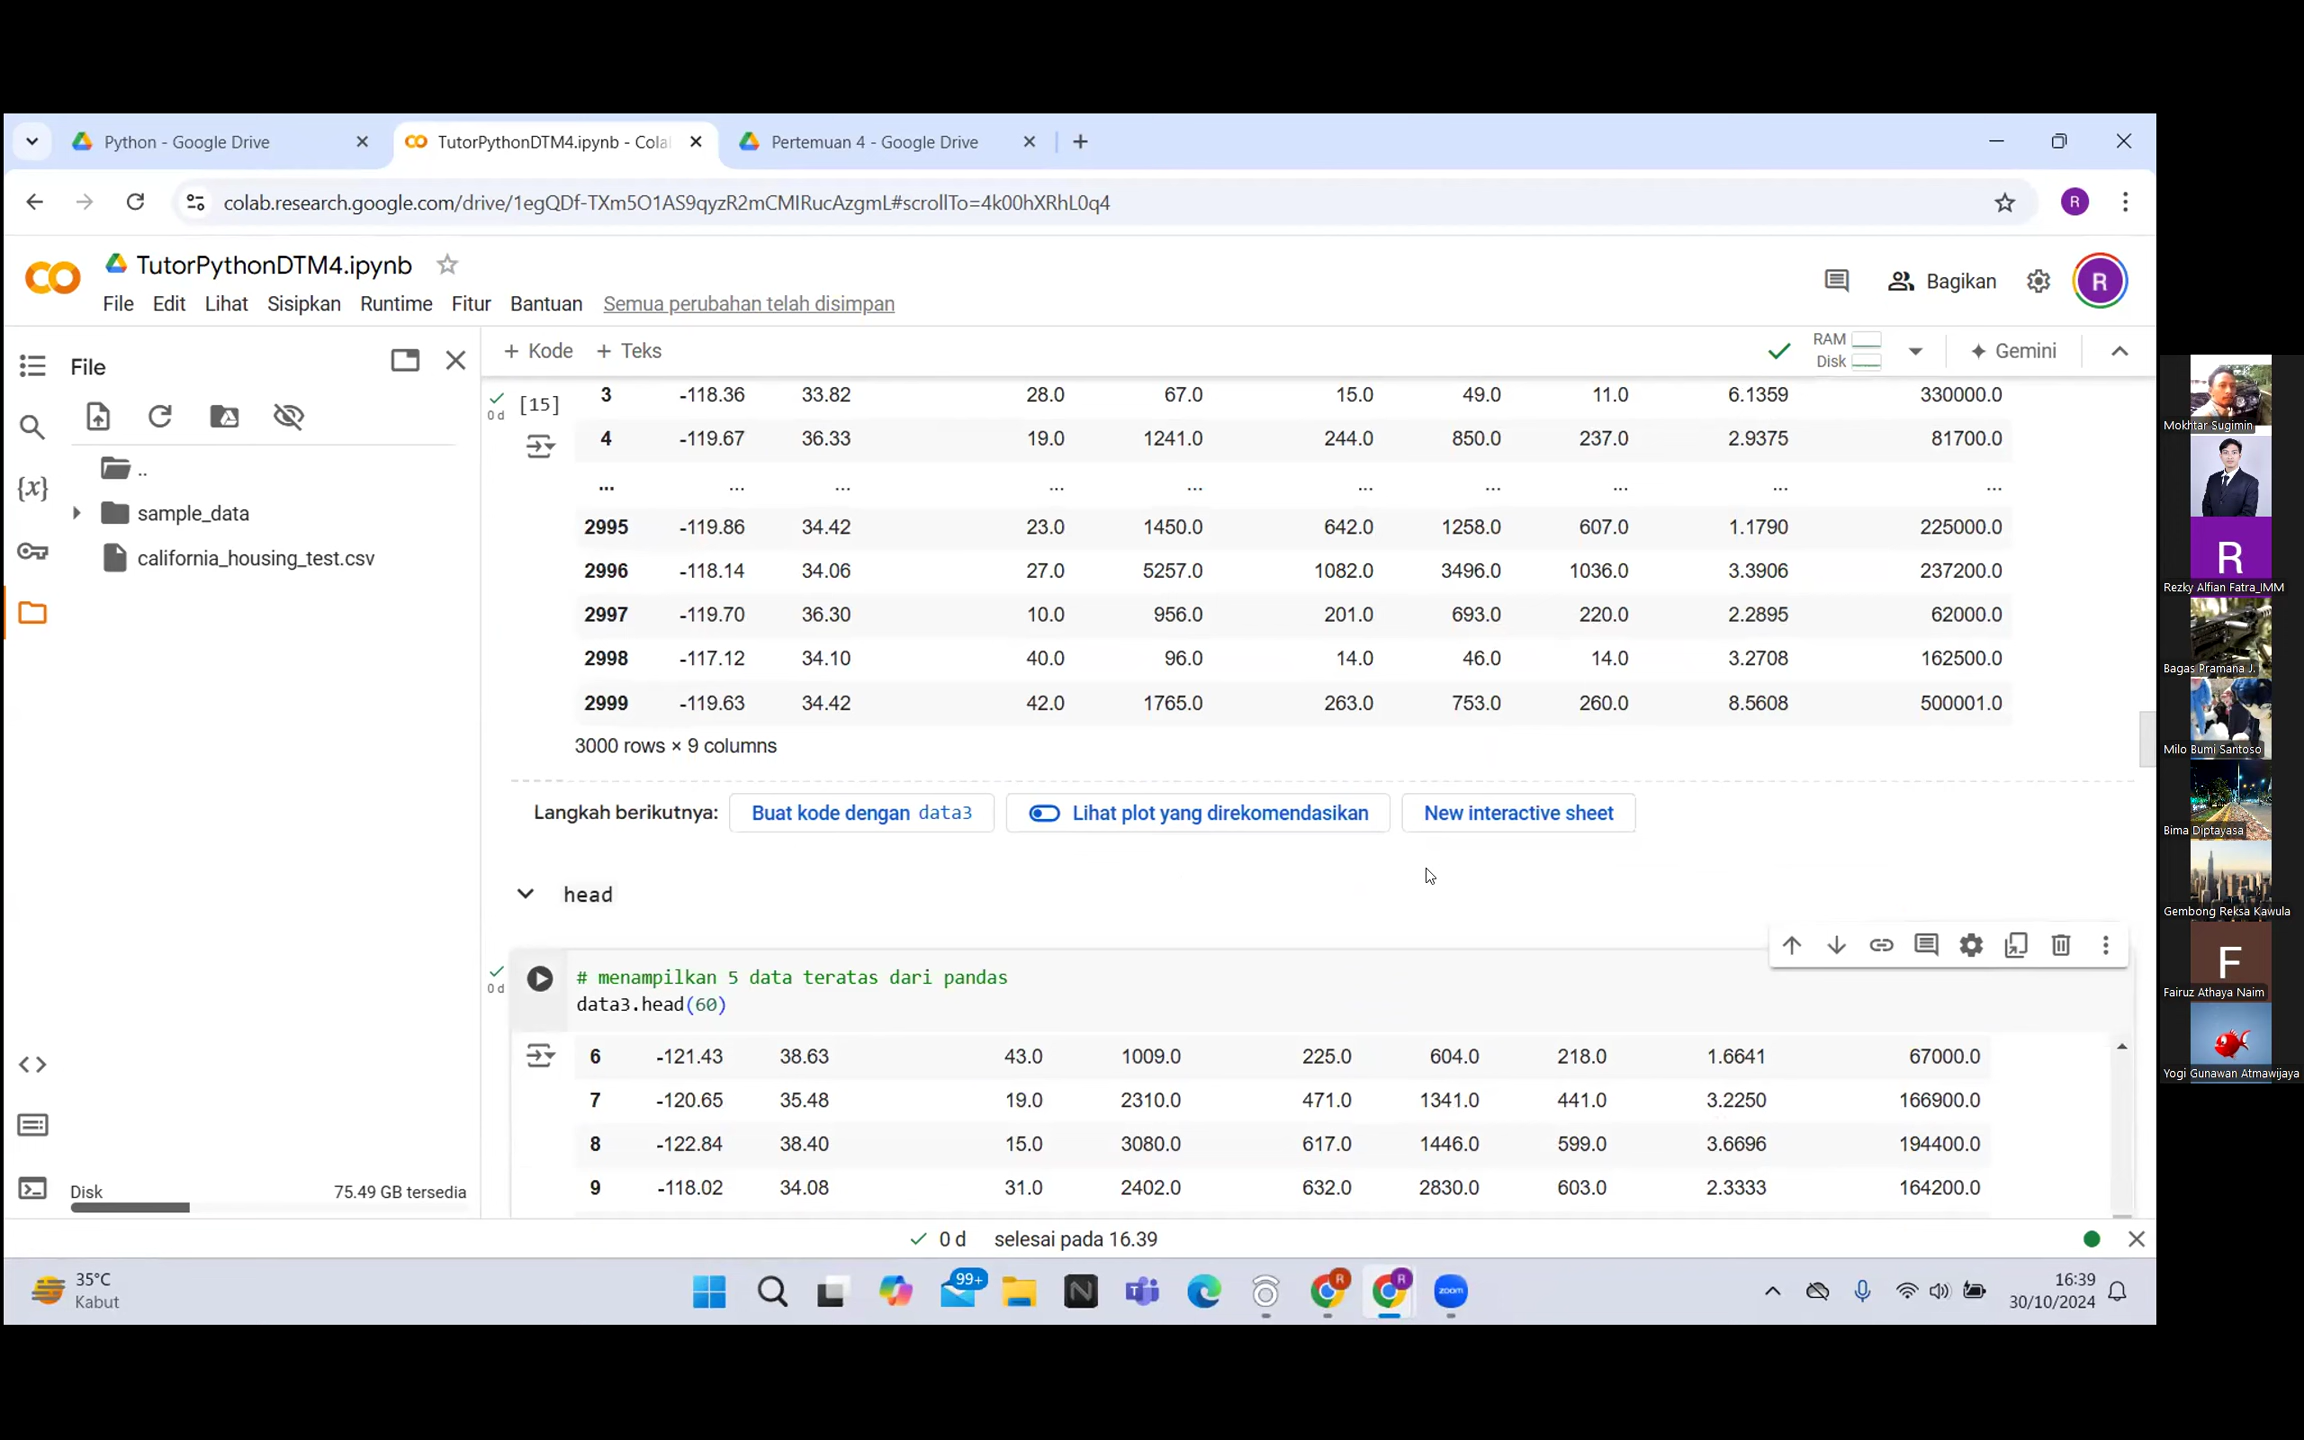 Python - Google Drive
TutorPythonDTM4.ipynb - Cola
Pertemuan 4 - Google Drive
colab.research.google.com/drive/1egQDf-TXm5O1AS9qyzR2mCMIRucAzgmL#scrollTo=4k00hXRhL0q4
R
TutorPythonDTM4.ipynb
Bagikan
R
File Edit Lihat Sisipkan Runtime Fitur Bantuan Semua perubahan telah disimpan
File
+ Kode + Teks
RAM
Disk
Gemini
..
sample_data
california_housing_test.csv
Disk 75.49 GB tersedia
0 d
[15]
3 -118.36 33.82 28.0 67.0 15.0 49.0 11.0 6.1359 330000.0
4 -119.67 36.33 19.0 1241.0 244.0 850.0 237.0 2.9375 81700.0
... ... ... ... ... ... ... ... ... ...
2995 -119.86 34.42 23.0 1450.0 642.0 1258.0 607.0 1.1790 225000.0
2996 -118.14 34.06 27.0 5257.0 1082.0 3496.0 1036.0 3.3906 237200.0
2997 -119.70 36.30 10.0 956.0 201.0 693.0 220.0 2.2895 62000.0
2998 -117.12 34.10 40.0 96.0 14.0 46.0 14.0 3.2708 162500.0
2999 -119.63 34.42 42.0 1765.0 263.0 753.0 260.0 8.5608 500001.0
3000 rows × 9 columns
Langkah berikutnya: Buat kode dengan data3 Lihat plot yang direkomendasikan New interactive sheet
head
0 d
# menampilkan 5 data teratas dari pandas
data3.head(60)
6 -121.43 38.63 43.0 1009.0 225.0 604.0 218.0 1.6641 67000.0
7 -120.65 35.48 19.0 2310.0 471.0 1341.0 441.0 3.2250 166900.0
8 -122.84 38.40 15.0 3080.0 617.0 1446.0 599.0 3.6696 194400.0
9 -118.02 34.08 31.0 2402.0 632.0 2830.0 603.0 2.3333 164200.0
0 d selesai pada 16.39
35°C
Kabut
99+
R
R
zoom
16:39
30/10/2024
Mokhtar Sugimin
R
Rezky Alfian Fatra_IMM
Bagas Pramana J.
Milo Bumi Santoso
Bima Diptayasa
Gembong Reksa Kawula
F
Fairuz Athaya Naim
Yogi Gunawan Atmawijaya